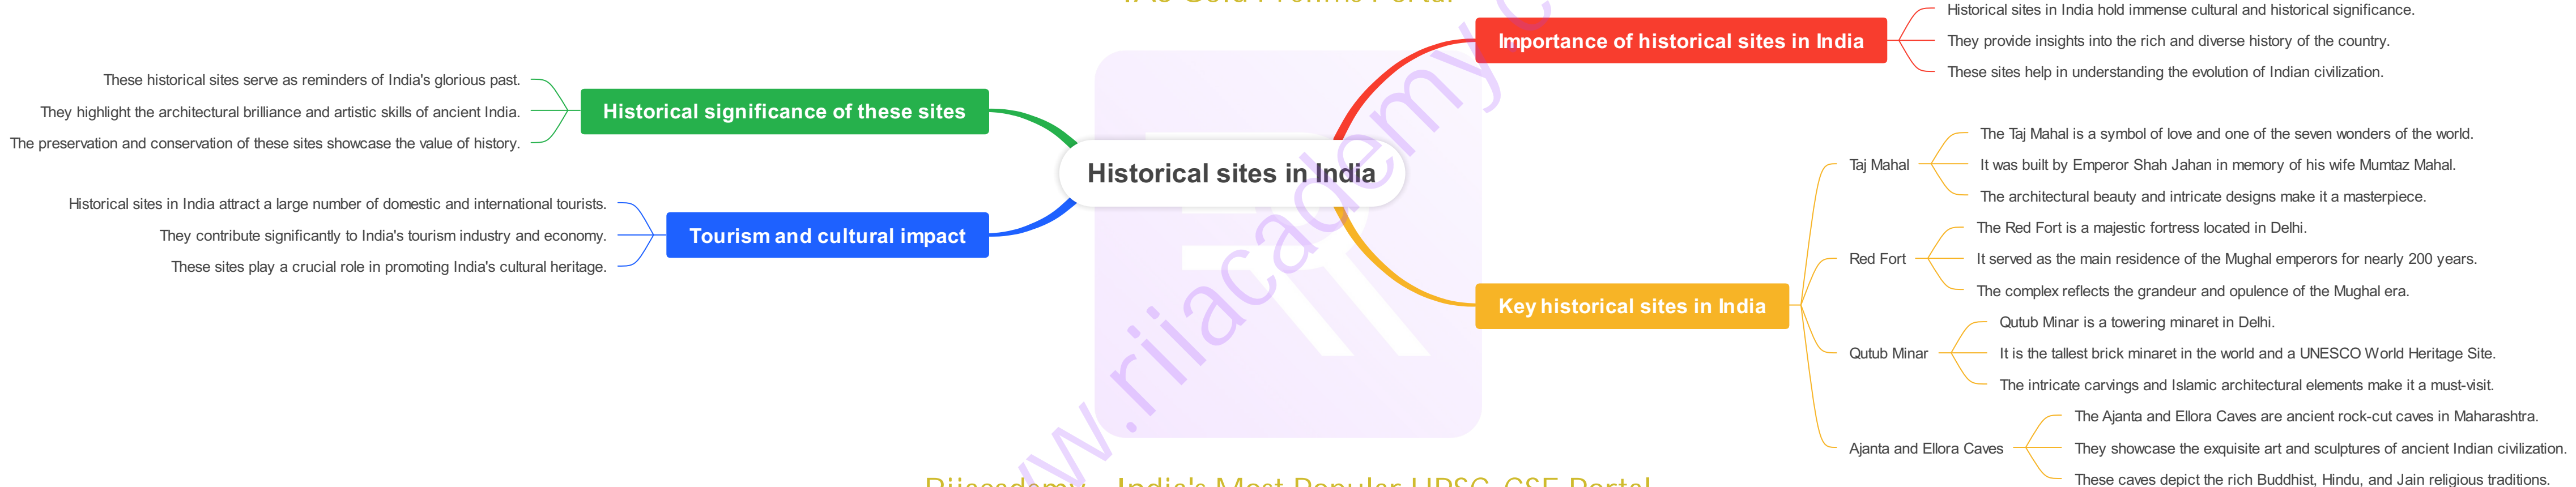 IAS Gold Prelims Portal
Historical sites in India
Importance of historical sites in India
Historical sites in India hold immense cultural and historical significance.
They provide insights into the rich and diverse history of the country.
These sites help in understanding the evolution of Indian civilization.
Key historical sites in India
Taj Mahal
The Taj Mahal is a symbol of love and one of the seven wonders of the world.
It was built by Emperor Shah Jahan in memory of his wife Mumtaz Mahal.
The architectural beauty and intricate designs make it a masterpiece.
Red Fort
The Red Fort is a majestic fortress located in Delhi.
It served as the main residence of the Mughal emperors for nearly 200 years.
The complex reflects the grandeur and opulence of the Mughal era.
Qutub Minar
Qutub Minar is a towering minaret in Delhi.
It is the tallest brick minaret in the world and a UNESCO World Heritage Site.
The intricate carvings and Islamic architectural elements make it a must-visit.
Ajanta and Ellora Caves
The Ajanta and Ellora Caves are ancient rock-cut caves in Maharashtra.
They showcase the exquisite art and sculptures of ancient Indian civilization.
These caves depict the rich Buddhist, Hindu, and Jain religious traditions.
Historical significance of these sites
These historical sites serve as reminders of India's glorious past.
They highlight the architectural brilliance and artistic skills of ancient India.
The preservation and conservation of these sites showcase the value of history.
Tourism and cultural impact
Historical sites in India attract a large number of domestic and international tourists.
They contribute significantly to India's tourism industry and economy.
These sites play a crucial role in promoting India's cultural heritage.
India's Most Popular UPSC CSE Portal